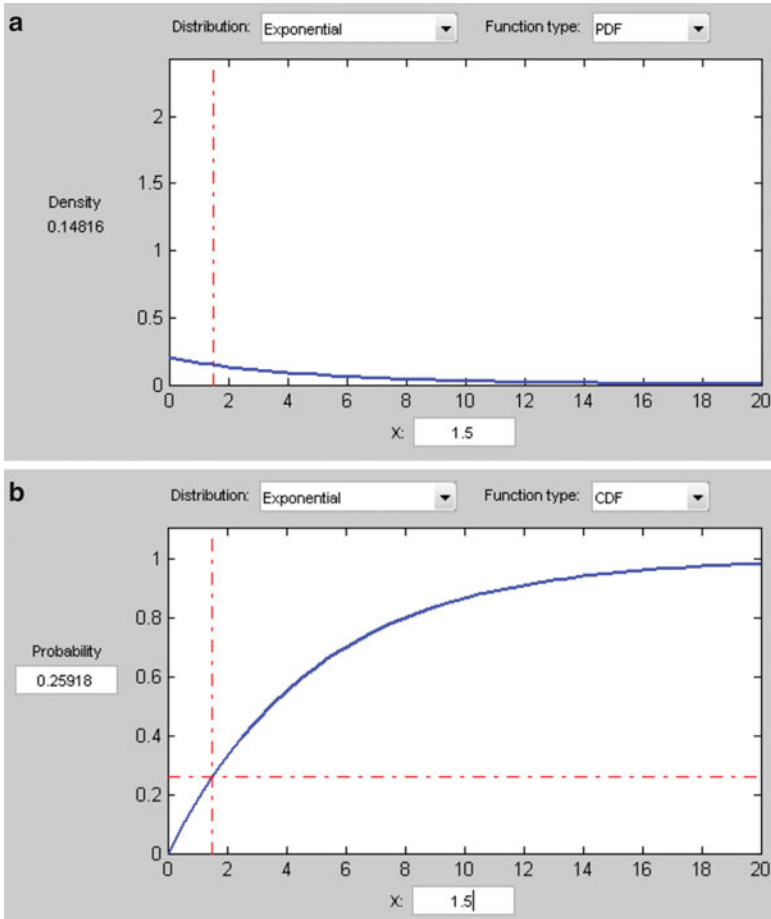 a
Distribution: Exponential Function type: PDF
2
1.5
Density
0.14816
1
0.5
0
0 2 4 6 8 10 12 14 16 18 20
X: 1.5
b
Distribution: Exponential Function type: CDF
1
0.8
Probability
0.25918
0.6
0.4
0.2
0
0 2 4 6 8 10 12 14 16 18 20
X: 1.5